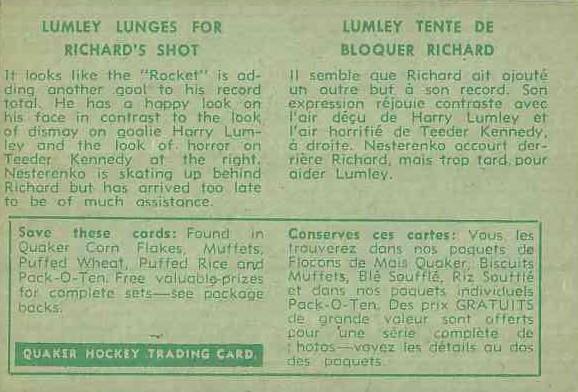 LUMLEY LUNGES FOR
RICHARD'S SHOT
It looks like the "Rocket" is ad-
ding another goal to his record
total. He has a happy look on
his face in contrast to the look
of dismay on goalie Harry Lum-
ley and the look of horror on
Teeder Kennedy at the right.
Nesterenko is skating up behind
Richard but has arrived too late
to be of much assistance.
LUMLEY TENTE DE
BLOQUER RICHARD
Il semble que Richard ait ajouté
un autre but à son record. Son
expression réjouie contraste avec
l'air déçu de Harry Lumley et
l'air horrifié de Teeder Kennedy,
à droite. Nesterenko accourt der-
rière Richard, mais trop tard pour
aider Lumley.
Save these cards: Found in
Quaker Corn Flakes, Muffets,
Puffed Wheat, Puffed Rice and
Pack-O-Ten. Free valuable prizes
for complete sets—see package
backs.
QUAKER HOCKEY TRADING CARD.
Conserves ces cartes: Vous les
trouverez dans nos paquets de
Flocons de Mais Quaker, Biscuits
Muffets, Blé Soufflé, Riz Soufflé
et dans nos paquets individuels
Pack-O-Ten. Des prix GRATUITS
de grande valeur sont offerts
pour une série complète de
photos—voyez les détails au dos
des paquets